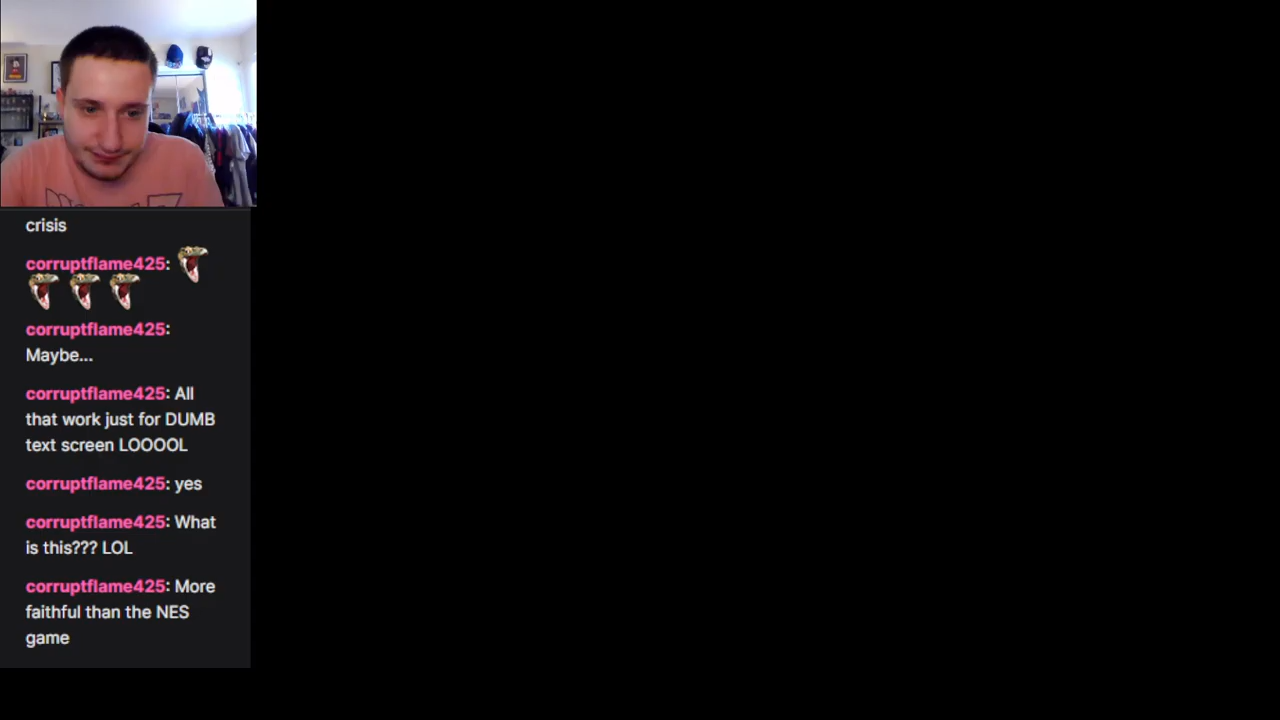 crisis
corruptflame425:
corruptflame425:
Maybe...
corruptflame425: All
that work just for DUMB
text screen LOOOOL
corruptflame425: yes
corruptflame425: What
is this??? LOL
corruptflame425: More
faithful than the NES
game